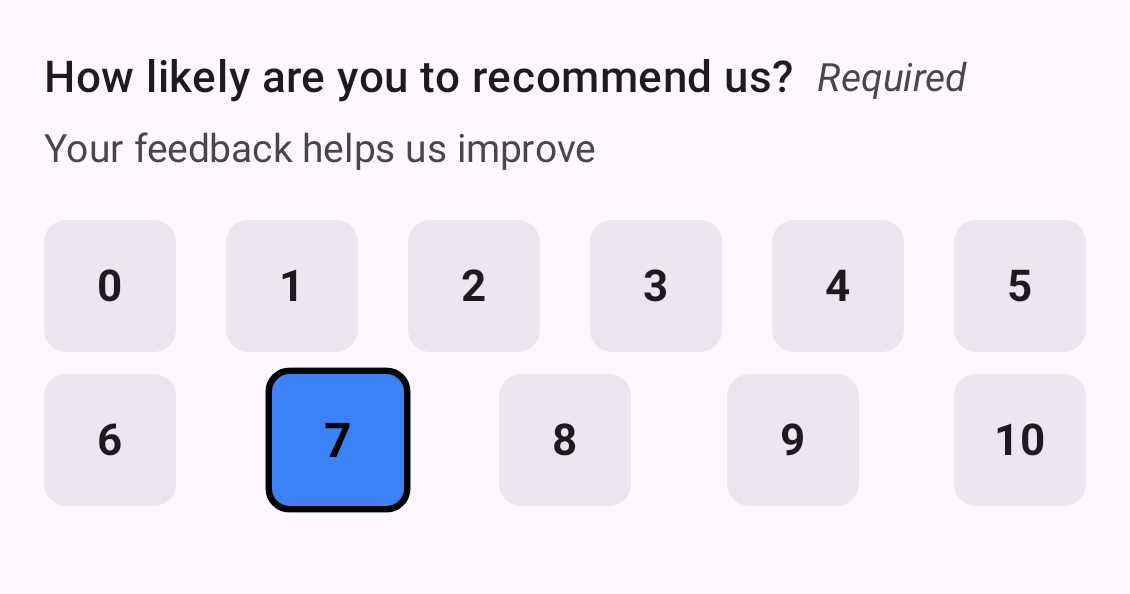 How likely are you to recommend us? Required
Your feedback helps us improve
0 1 2 3 4 5
6 7 8 9 10